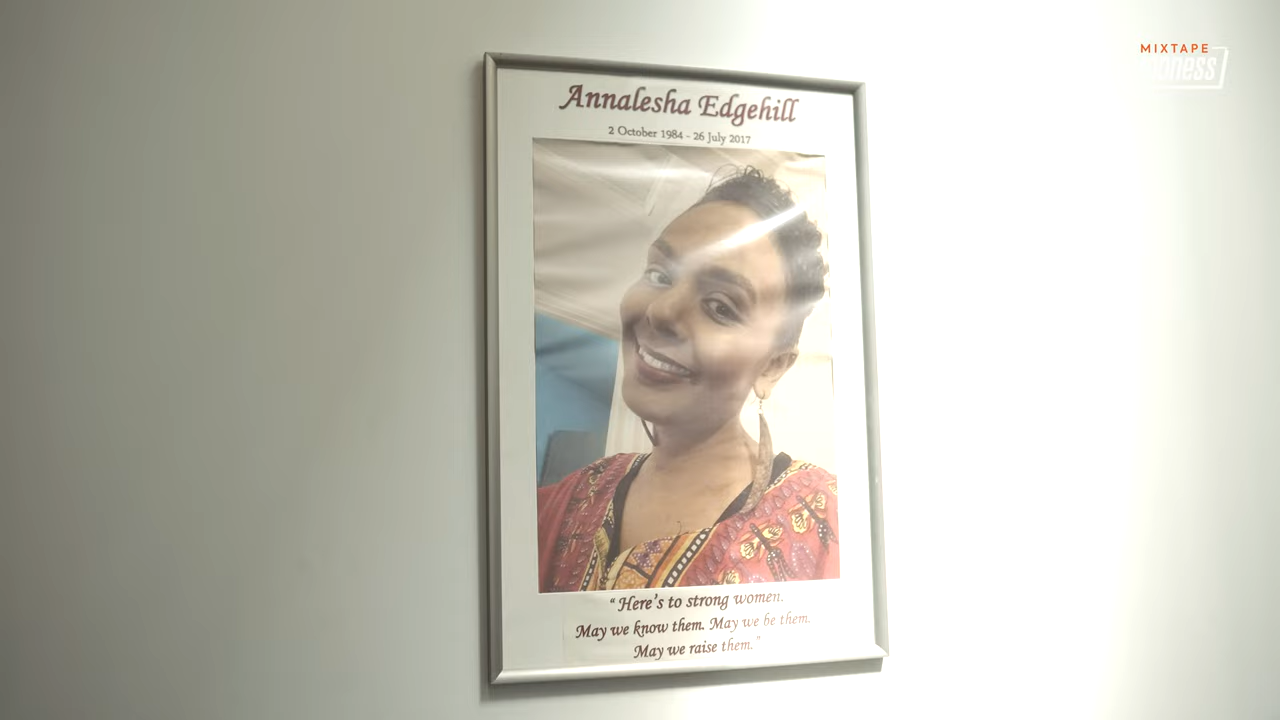 MIXTAPE
Annalesha Edgehill
2 October 1984 - 26 July 2017
“Here's to strong women.
May we know them. May we be them.
May we raise them.”